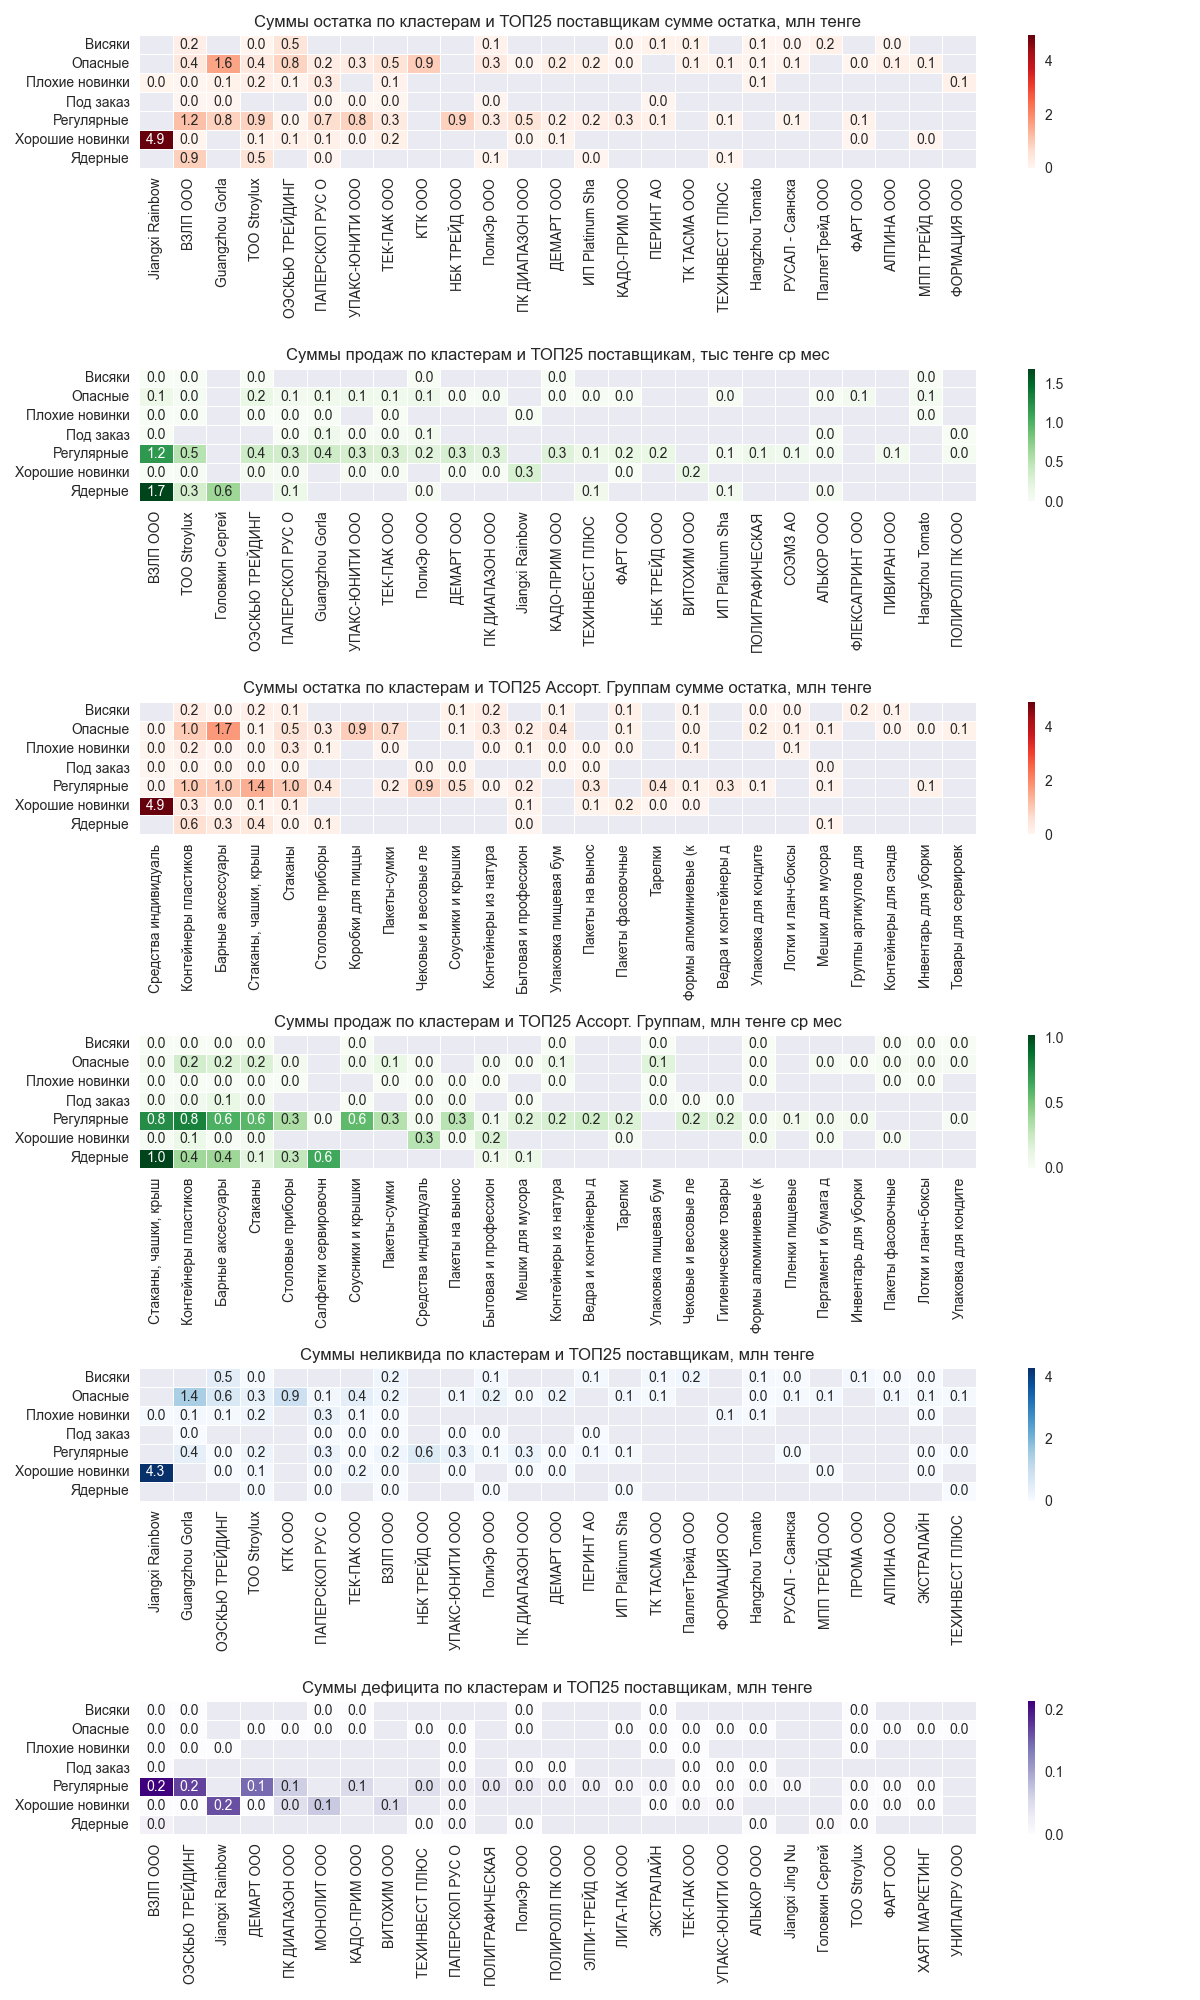 Суммы остатка по кластерам и ТОП25 поставщикам сумме остатка, млн тенге
Висяки 0.2 0.0 0.5 0.1 0.0 0.1 0.1 0.1 0.0 0.2 0.0
Опасные 0.4 1.6 0.4 0.8 0.2 0.3 0.5 0.9 0.3 0.0 0.2 0.2 0.0 0.1 0.1 0.1 0.1 0.0 0.1 0.1
Плохие новинки 0.0 0.0 0.1 0.2 0.1 0.3 0.1 0.1 0.1
Под заказ 0.0 0.0 0.0 0.0 0.0 0.0 0.0
Регулярные 1.2 0.8 0.9 0.0 0.7 0.8 0.3 0.9 0.3 0.5 0.2 0.2 0.3 0.1 0.1 0.1 0.1
Хорошие новинки 4.9 0.0 0.1 0.1 0.1 0.0 0.2 0.0 0.1 0.0 0.0
Ядерные 0.9 0.5 0.0 0.1 0.0 0.1
4
2
0
Jiangxi Rainbow
ВЗЛП ООО
Guangzhou Gorla
ТОО Stroylux
ОЭСКЬЮ ТРЕЙДИНГ
ПАПЕРСКОП РУС О
УПАКС-ЮНИТИ ООО
ТЕК-ПАК ООО
КТК ООО
НБК ТРЕЙД ООО
ПолиЭр ООО
ПК ДИАПАЗОН ООО
ДЕМАРТ ООО
ИП Platinum Sha
КАДО-ПРИМ ООО
ПЕРИНТ АО
ТК ТАСМА ООО
ТЕХИНВЕСТ ПЛЮС
Hangzhou Tomato
РУСАЛ - Саянска
ПаллетТрейд ООО
ФАРТ ООО
АЛПИНА ООО
МПП ТРЕЙД ООО
ФОРМАЦИЯ ООО
Суммы продаж по кластерам и ТОП25 поставщикам, тыс тенге ср мес
Висяки 0.0 0.0 0.0 0.0 0.0 0.0
Опасные 0.1 0.0 0.2 0.1 0.1 0.1 0.1 0.1 0.0 0.0 0.0 0.0 0.0 0.0 0.0 0.1 0.1
Плохие новинки 0.0 0.0 0.0 0.0 0.0 0.0 0.0 0.0
Под заказ 0.0 0.0 0.1 0.0 0.0 0.1 0.0 0.0
Регулярные 1.2 0.5 0.4 0.3 0.4 0.3 0.3 0.2 0.3 0.3 0.3 0.1 0.2 0.2 0.1 0.1 0.1 0.0 0.1 0.0
Хорошие новинки 0.0 0.0 0.0 0.0 0.0 0.0 0.0 0.0 0.3 0.0 0.2
Ядерные 1.7 0.3 0.6 0.1 0.0 0.1 0.1 0.0
1.5
1.0
0.5
0.0
ВЗЛП ООО
ТОО Stroylux
Головкин Сергей
ОЭСКЬЮ ТРЕЙДИНГ
ПАПЕРСКОП РУС О
Guangzhou Gorla
УПАКС-ЮНИТИ ООО
ТЕК-ПАК ООО
ПолиЭр ООО
ДЕМАРТ ООО
ПК ДИАПАЗОН ООО
Jiangxi Rainbow
КАДО-ПРИМ ООО
ТЕХИНВЕСТ ПЛЮС
ФАРТ ООО
НБК ТРЕЙД ООО
ВИТОХИМ ООО
ИП Platinum Sha
ПОЛИГРАФИЧЕСКАЯ
СОЭМЗ АО
АЛЬКОР ООО
ФЛЕКСАПРИНТ ООО
ПИВИРАН ООО
Hangzhou Tomato
ПОЛИРОЛЛ ПК ООО
Суммы остатка по кластерам и ТОП25 Ассорт. Группам сумме остатка, млн тенге
Висяки 0.2 0.0 0.2 0.1 0.1 0.2 0.1 0.1 0.1 0.0 0.0 0.2 0.1
Опасные 0.0 1.0 1.7 0.1 0.5 0.3 0.9 0.7 0.1 0.3 0.2 0.4 0.1 0.0 0.2 0.1 0.1 0.0 0.0 0.1
Плохие новинки 0.0 0.2 0.0 0.0 0.3 0.1 0.0 0.0 0.1 0.0 0.0 0.0 0.1 0.1
Под заказ 0.0 0.0 0.0 0.0 0.0 0.0 0.0 0.0 0.0 0.0
Регулярные 0.0 1.0 1.0 1.4 1.0 0.4 0.2 0.9 0.5 0.0 0.2 0.3 0.4 0.1 0.3 0.1 0.1 0.1
Хорошие новинки 4.9 0.3 0.0 0.1 0.1 0.1 0.1 0.2 0.0 0.0
Ядерные 0.6 0.3 0.4 0.0 0.1 0.0 0.1
4
2
0
Средства индивидуаль
Контейнеры пластиков
Барные аксессуары
Стаканы, чашки, крыш
Стаканы
Столовые приборы
Коробки для пиццы
Пакеты-сумки
Чековые и весовые ле
Соусники и крышки
Контейнеры из натура
Бытовая и профессион
Упаковка пищевая бум
Пакеты на вынос
Пакеты фасовочные
Тарелки
Формы алюминиевые (к
Ведра и контейнеры д
Упаковка для кондите
Лотки и ланч-боксы
Мешки для мусора
Группы артикулов для
Контейнеры для сэндв
Инвентарь для уборки
Товары для сервировк
Суммы продаж по кластерам и ТОП25 Ассорт. Группам, млн тенге ср мес
Висяки 0.0 0.0 0.0 0.0 0.0 0.0 0.0 0.0 0.0 0.0 0.0
Опасные 0.0 0.2 0.2 0.2 0.0 0.0 0.1 0.0 0.0 0.0 0.1 0.1 0.0 0.0 0.0 0.0 0.0 0.0
Плохие новинки 0.0 0.0 0.0 0.0 0.0 0.0 0.0 0.0 0.0 0.0 0.0 0.0 0.0 0.0
Под заказ 0.0 0.0 0.1 0.0 0.0 0.0 0.0 0.0 0.0 0.0 0.0
Регулярные 0.8 0.8 0.6 0.6 0.3 0.0 0.6 0.3 0.0 0.3 0.1 0.2 0.2 0.2 0.2 0.2 0.2 0.0 0.1 0.0 0.0 0.0
Хорошие новинки 0.0 0.1 0.0 0.0 0.3 0.0 0.2 0.0 0.0 0.0 0.0
Ядерные 1.0 0.4 0.4 0.1 0.3 0.6 0.1 0.1
1.0
0.5
0.0
Стаканы, чашки, крыш
Контейнеры пластиков
Барные аксессуары
Стаканы
Столовые приборы
Салфетки сервировочн
Соусники и крышки
Пакеты-сумки
Средства индивидуаль
Пакеты на вынос
Бытовая и профессион
Мешки для мусора
Контейнеры из натура
Ведра и контейнеры д
Тарелки
Упаковка пищевая бум
Чековые и весовые ле
Гигиенические товары
Формы алюминиевые (к
Пленки пищевые
Пергамент и бумага д
Инвентарь для уборки
Пакеты фасовочные
Лотки и ланч-боксы
Упаковка для кондите
Суммы неликвида по кластерам и ТОП25 поставщикам, млн тенге
Висяки 0.5 0.0 0.2 0.1 0.1 0.1 0.2 0.1 0.0 0.1 0.0 0.0
Опасные 1.4 0.6 0.3 0.9 0.1 0.4 0.2 0.1 0.2 0.0 0.2 0.1 0.1 0.0 0.1 0.1 0.1 0.1 0.1
Плохие новинки 0.0 0.1 0.1 0.2 0.3 0.1 0.0 0.1 0.1 0.0
Под заказ 0.0 0.0 0.0 0.0 0.0 0.0 0.0
Регулярные 0.4 0.0 0.2 0.3 0.0 0.2 0.6 0.3 0.1 0.3 0.0 0.1 0.1 0.0 0.0 0.0
Хорошие новинки 4.3 0.0 0.1 0.0 0.2 0.0 0.0 0.0 0.0 0.0 0.0
Ядерные 0.0 0.0 0.0 0.0 0.0 0.0
4
2
0
Jiangxi Rainbow
Guangzhou Gorla
ОЭСКЬЮ ТРЕЙДИНГ
ТОО Stroylux
КТК ООО
ПАПЕРСКОП РУС О
ТЕК-ПАК ООО
ВЗЛП ООО
НБК ТРЕЙД ООО
УПАКС-ЮНИТИ ООО
ПолиЭр ООО
ПК ДИАПАЗОН ООО
ДЕМАРТ ООО
ПЕРИНТ АО
ИП Platinum Sha
ТК ТАСМА ООО
ПаллетТрейд ООО
ФОРМАЦИЯ ООО
Hangzhou Tomato
РУСАЛ - Саянска
МПП ТРЕЙД ООО
ПРОМА ООО
АЛПИНА ООО
ЭКСТРАЛАЙН
ТЕХИНВЕСТ ПЛЮС
Суммы дефицита по кластерам и ТОП25 поставщикам, млн тенге
Висяки 0.0 0.0 0.0 0.0 0.0 0.0 0.0
Опасные 0.0 0.0 0.0 0.0 0.0 0.0 0.0 0.0 0.0 0.0 0.0 0.0 0.0 0.0 0.0 0.0 0.0 0.0
Плохие новинки 0.0 0.0 0.0 0.0 0.0 0.0 0.0
Под заказ 0.0 0.0 0.0 0.0 0.0 0.0 0.0
Регулярные 0.2 0.2 0.1 0.1 0.1 0.0 0.0 0.0 0.0 0.0 0.0 0.0 0.0 0.0 0.0 0.0 0.0 0.0 0.0 0.0
Хорошие новинки 0.0 0.0 0.2 0.0 0.0 0.1 0.1 0.0 0.0 0.0 0.0 0.0 0.0 0.0
Ядерные 0.0 0.0 0.0 0.0 0.0 0.0 0.0
0.2
0.1
0.0
ВЗЛП ООО
ОЭСКЬЮ ТРЕЙДИНГ
Jiangxi Rainbow
ДЕМАРТ ООО
ПК ДИАПАЗОН ООО
МОНОЛИТ ООО
КАДО-ПРИМ ООО
ВИТОХИМ ООО
ТЕХИНВЕСТ ПЛЮС
ПАПЕРСКОП РУС О
ПОЛИГРАФИЧЕСКАЯ
ПолиЭр ООО
ПОЛИРОЛЛ ПК ООО
ЭЛПИ-ТРЕЙД ООО
ЛИГА-ПАК ООО
ЭКСТРАЛАЙН
ТЕК-ПАК ООО
УПАКС-ЮНИТИ ООО
АЛЬКОР ООО
Jiangxi Jing Nu
Головкин Сергей
ТОО Stroylux
ФАРТ ООО
ХАЯТ МАРКЕТИНГ
УНИПАПРУ ООО